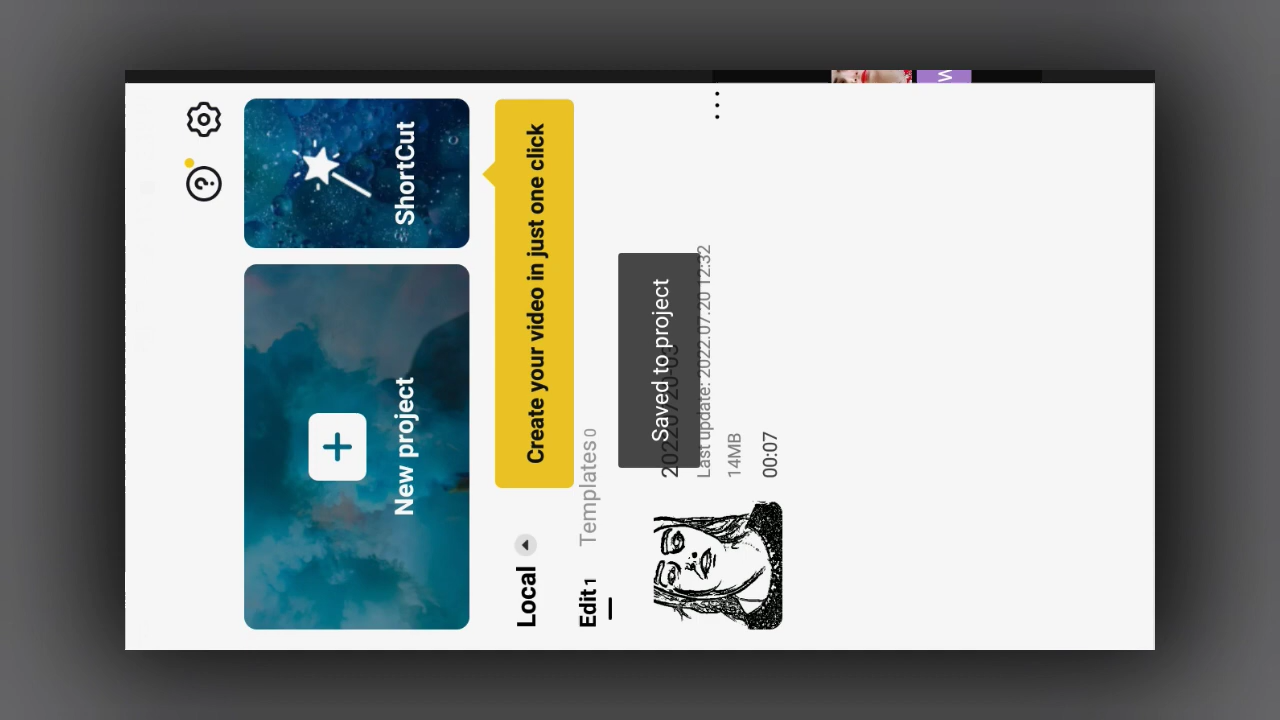 New project
ShortCut
Local
Create your video in just one click
Edit 1
Templates 0
Saved to project
Last update: 2022.07.20 12:32
14MB
00:07
W